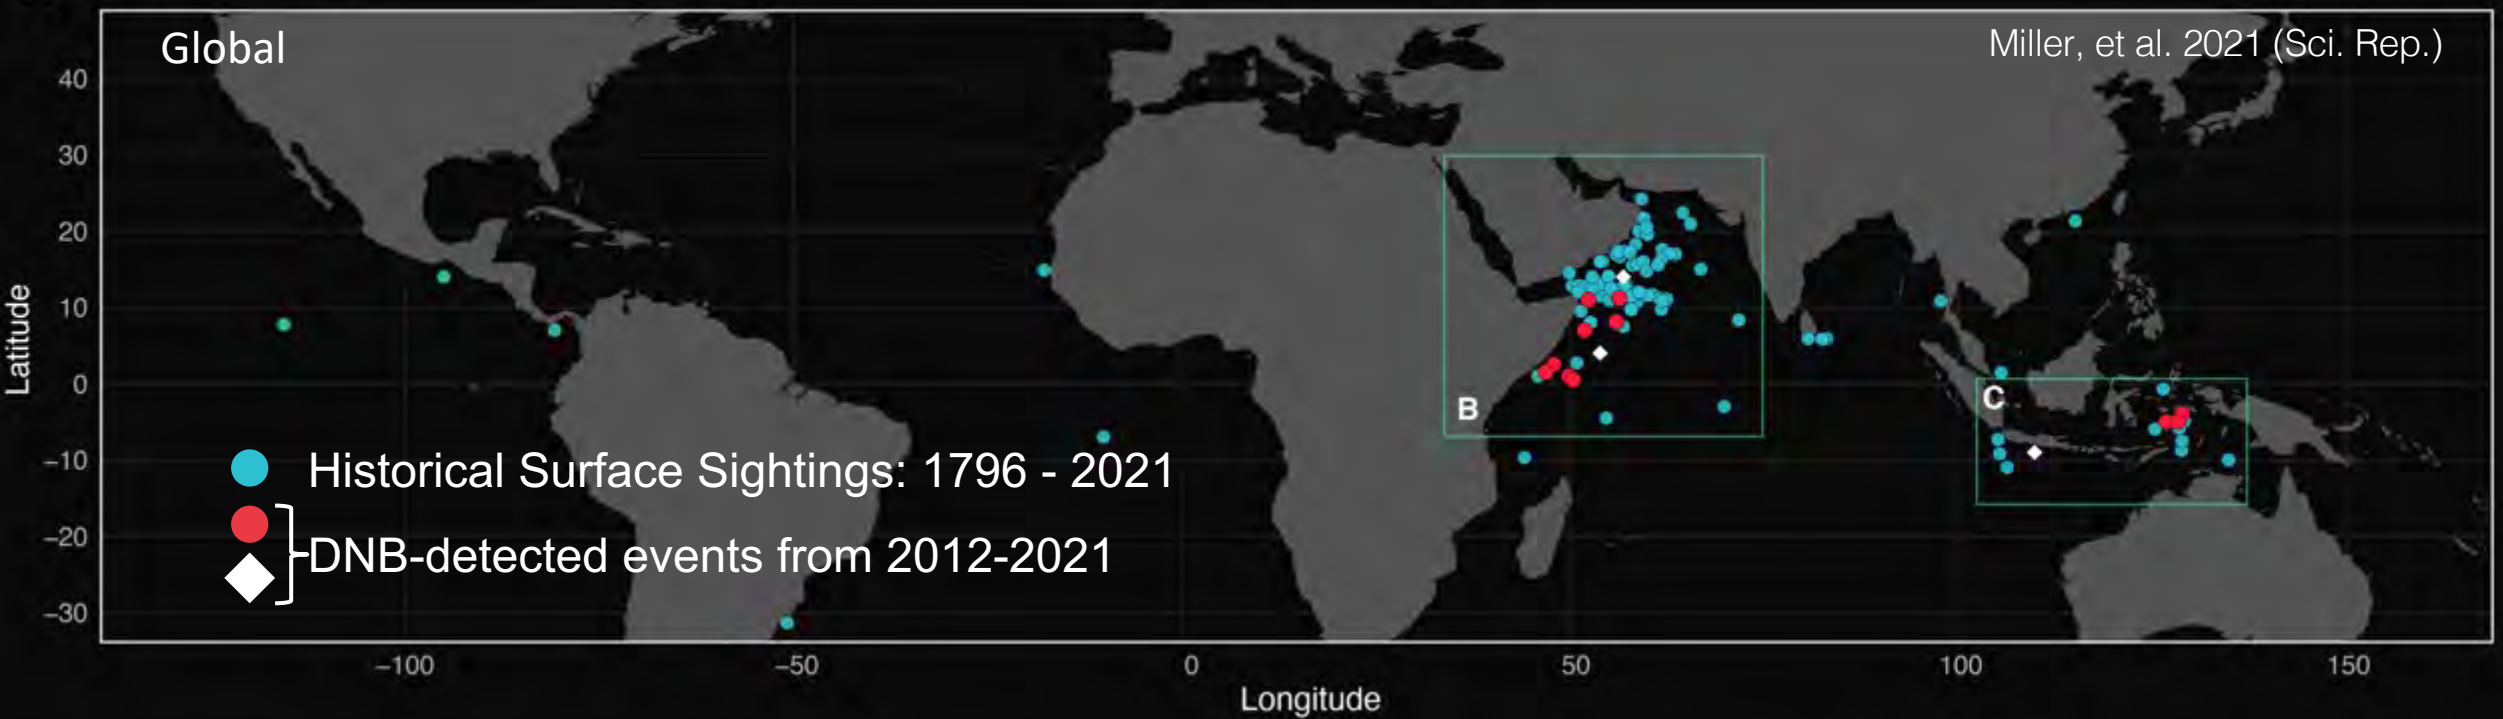 Global
Miller, et al. 2021 (Sci. Rep.)
40
30
20
10
0
–10
–20
–30
Latitude
B
C
Historical Surface Sightings: 1796 - 2021
DNB-detected events from 2012-2021
–100
–50
0
50
100
150
Longitude